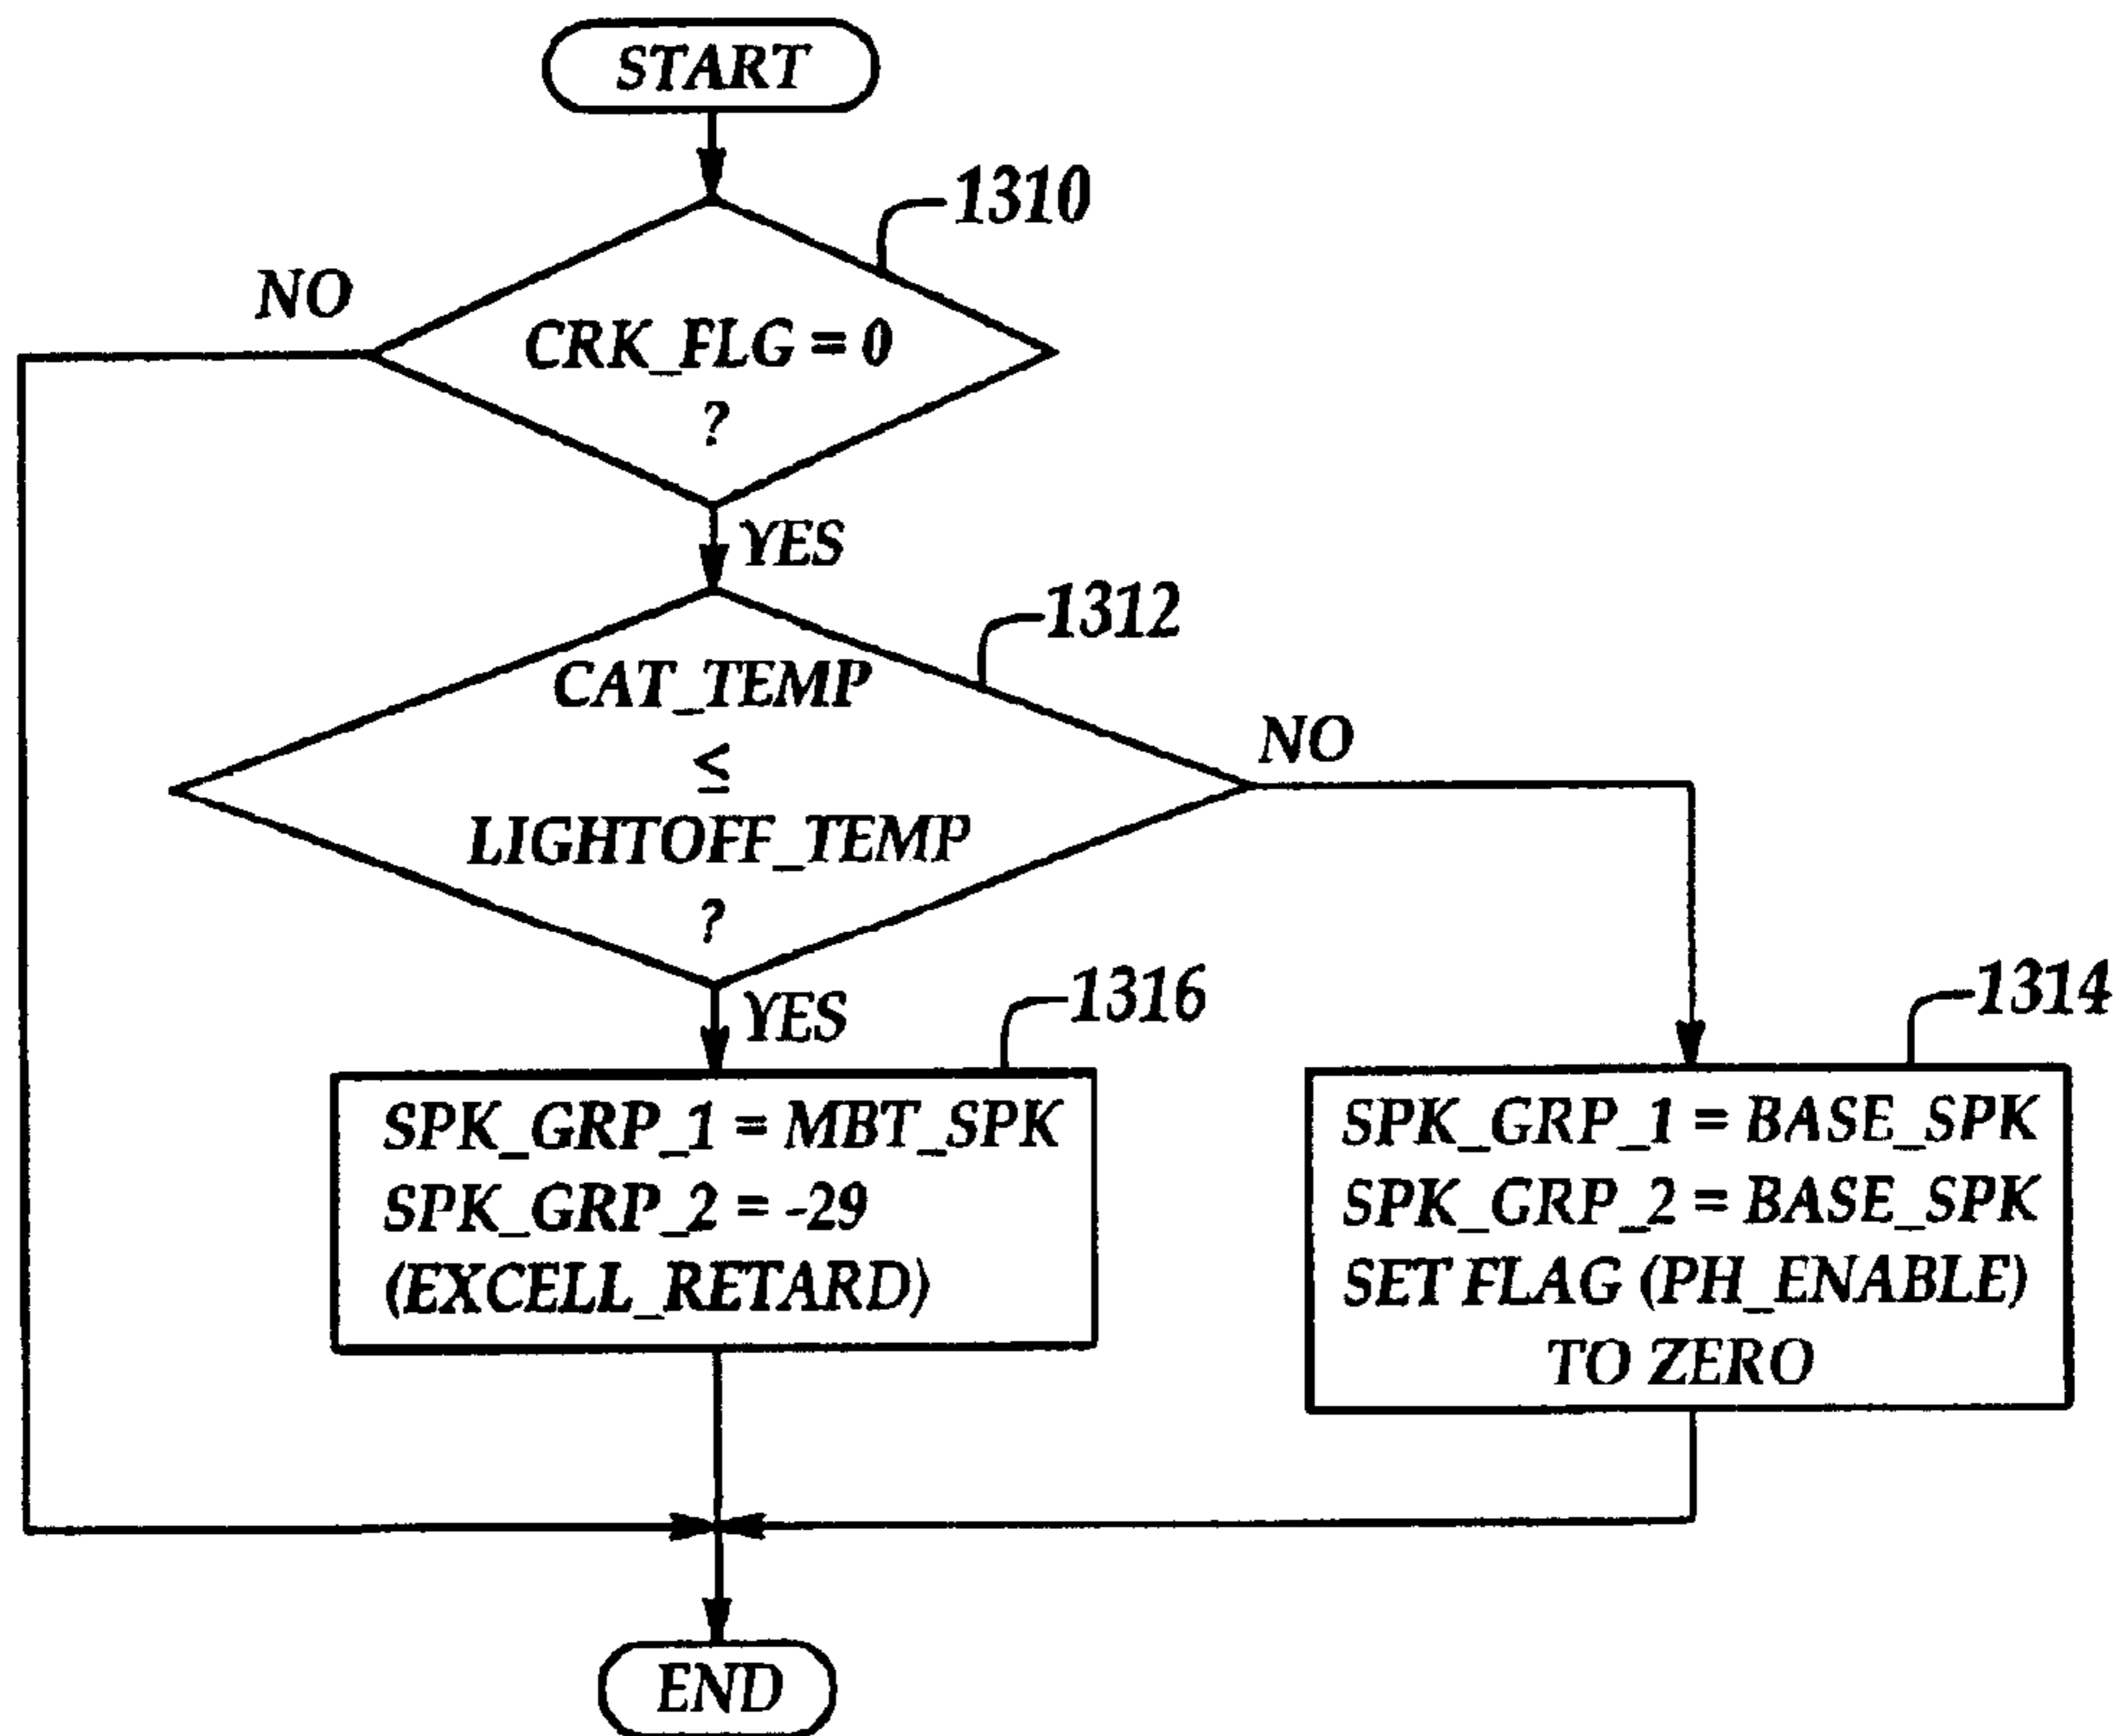 START
1310
NO
CRK_FLG = 0
?
YES
1312
CAT_TEMP
≤
LIGHTOFF_TEMP
?
NO
YES
1316
SPK_GRP_1 = MBT_SPK
SPK_GRP_2 = -29
(EXCELL_RETARD)
1314
SPK_GRP_1 = BASE_SPK
SPK_GRP_2 = BASE_SPK
SET FLAG (PH_ENABLE)
TO ZERO
END